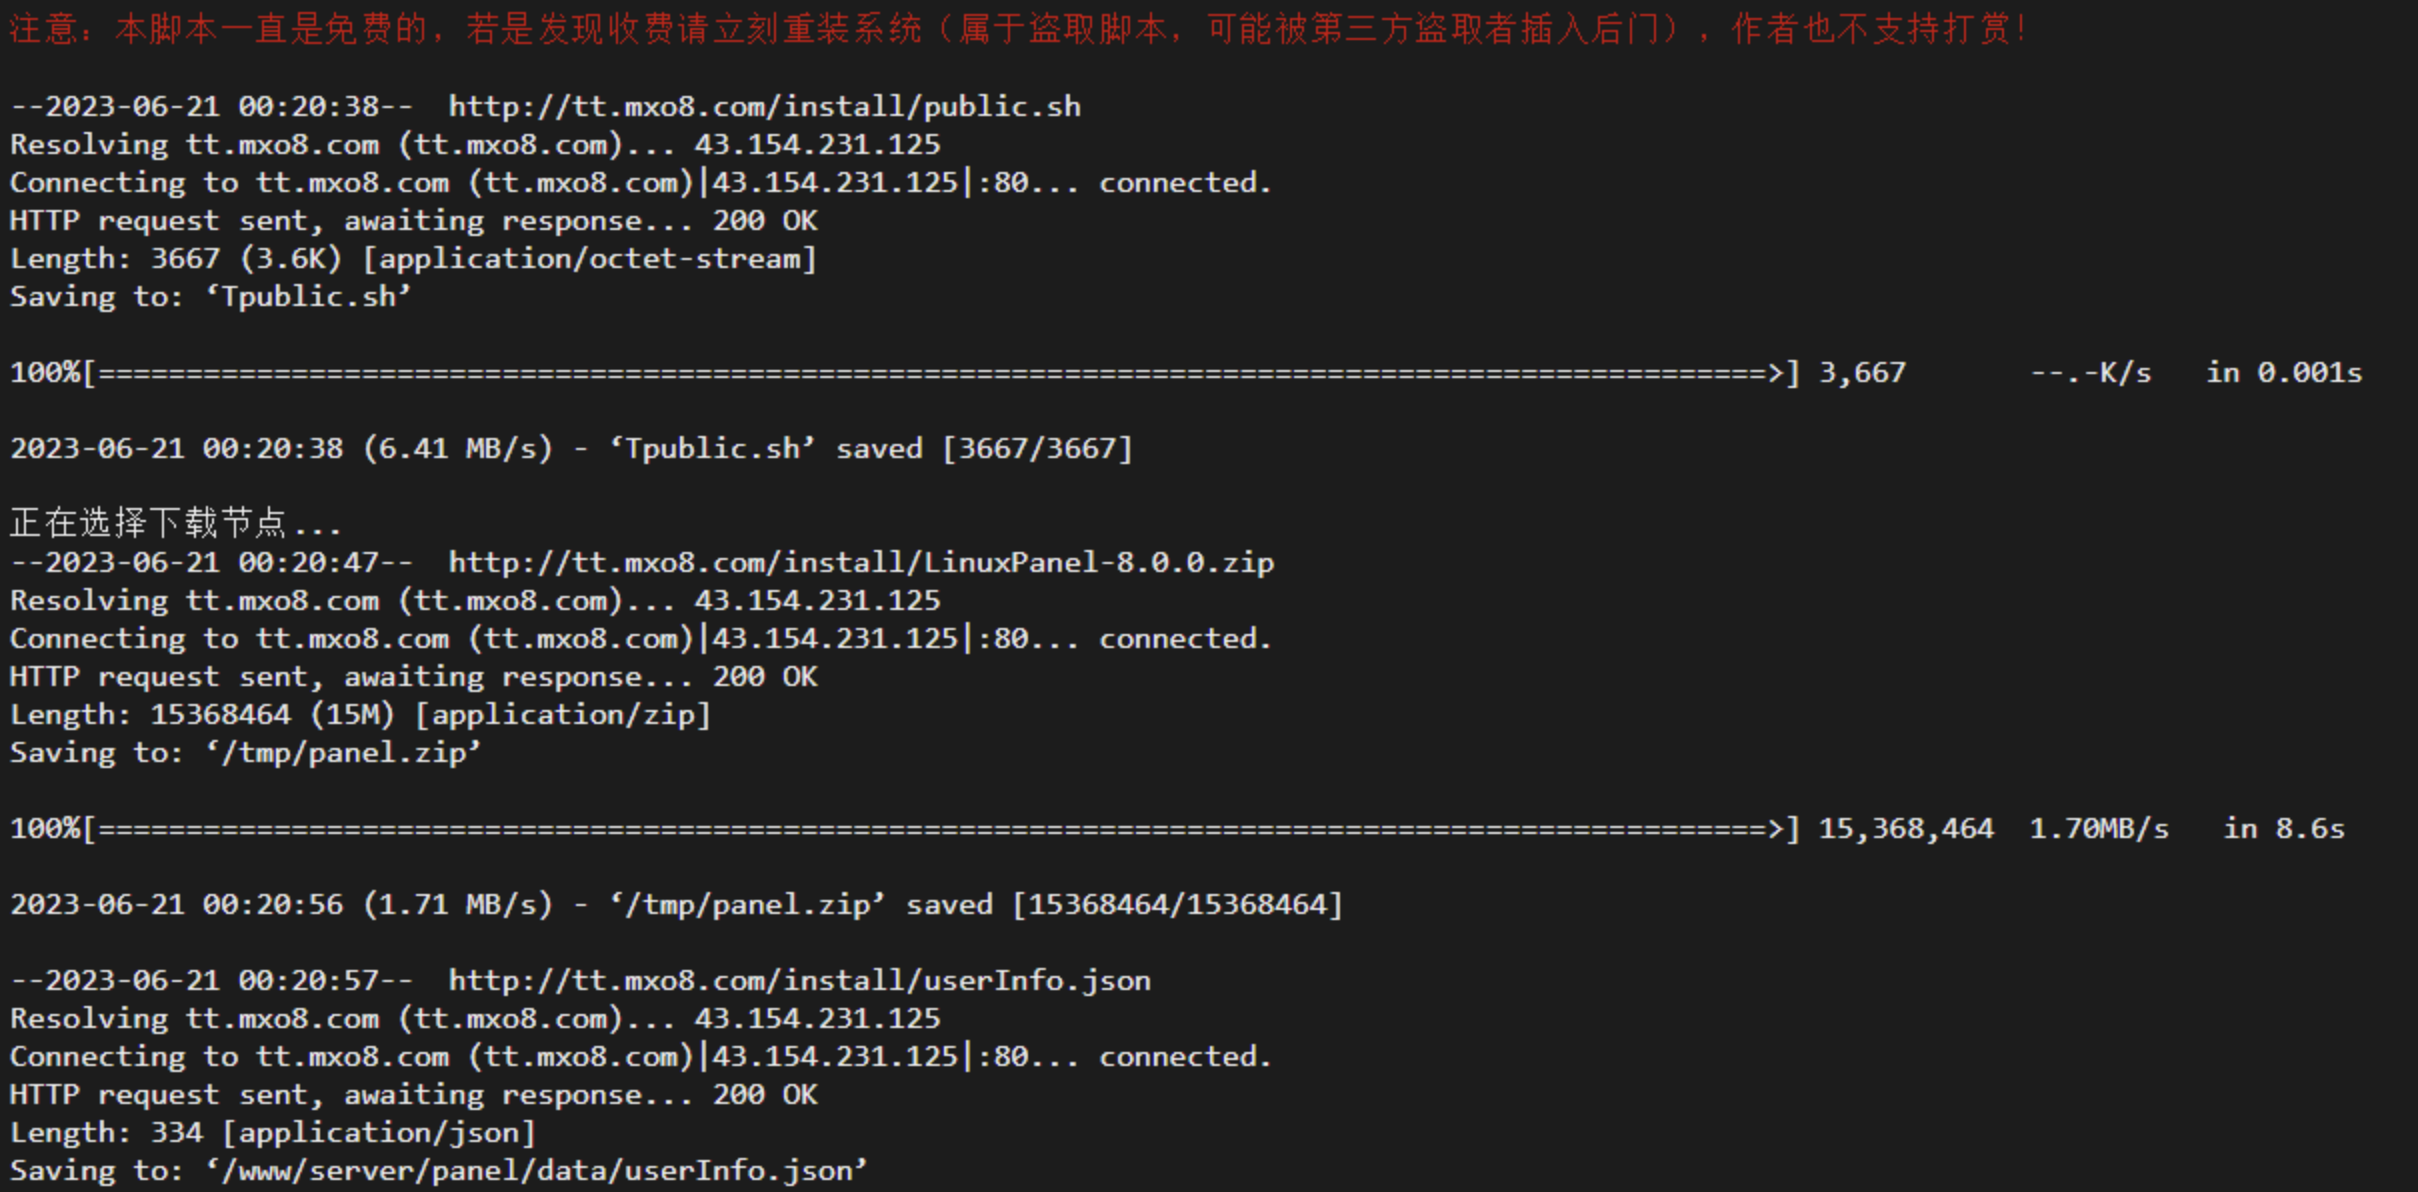 注意：本脚本一直是免费的，若是发现收费请立刻重装系统（属于盗取脚本，可能被第三方盗取者插入后门），作者也不支持打赏！
--2023-06-21 00:20:38--  http://tt.mxo8.com/install/public.sh
Resolving tt.mxo8.com (tt.mxo8.com)... 43.154.231.125
Connecting to tt.mxo8.com (tt.mxo8.com)|43.154.231.125|:80... connected.
HTTP request sent, awaiting response... 200 OK
Length: 3667 (3.6K) [application/octet-stream]
Saving to: ‘Tpublic.sh’
100%[===============================================================================================>] 3,667       --.-K/s   in 0.001s
2023-06-21 00:20:38 (6.41 MB/s) - ‘Tpublic.sh’ saved [3667/3667]
正在选择下载节点...
--2023-06-21 00:20:47--  http://tt.mxo8.com/install/LinuxPanel-8.0.0.zip
Resolving tt.mxo8.com (tt.mxo8.com)... 43.154.231.125
Connecting to tt.mxo8.com (tt.mxo8.com)|43.154.231.125|:80... connected.
HTTP request sent, awaiting response... 200 OK
Length: 15368464 (15M) [application/zip]
Saving to: ‘/tmp/panel.zip’
100%[===============================================================================================>] 15,368,464  1.70MB/s   in 8.6s
2023-06-21 00:20:56 (1.71 MB/s) - ‘/tmp/panel.zip’ saved [15368464/15368464]
--2023-06-21 00:20:57--  http://tt.mxo8.com/install/userInfo.json
Resolving tt.mxo8.com (tt.mxo8.com)... 43.154.231.125
Connecting to tt.mxo8.com (tt.mxo8.com)|43.154.231.125|:80... connected.
HTTP request sent, awaiting response... 200 OK
Length: 334 [application/json]
Saving to: ‘/www/server/panel/data/userInfo.json’